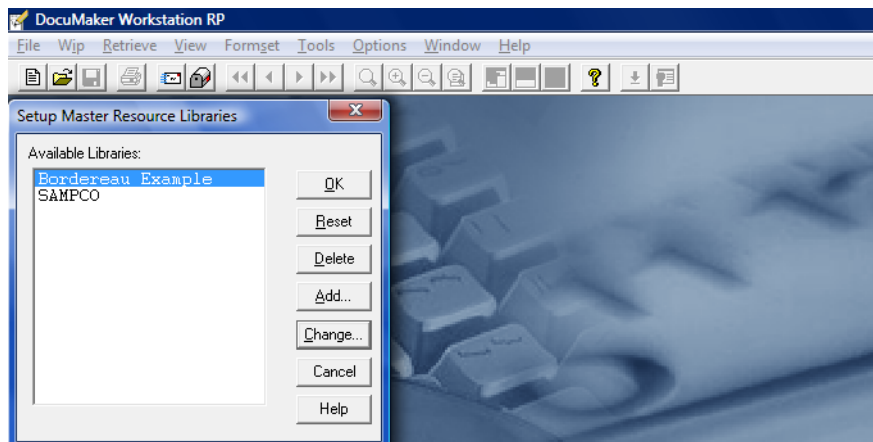 DocuMaker Workstation RP
File Wip Retrieve View Formset Tools Options Window Help
Setup Master Resource Libraries
Available Libraries:
Bordereau Example
SAMPCO
OK
Reset
Delete
Add...
Change...
Cancel
Help